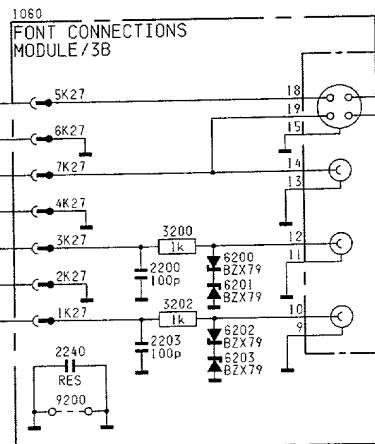 1060
FONT CONNECTIONS
MODULE/3B
5K27
18
19
6K27
15
7K27
14
13
4K27
3K27
3200
1k
12
2200
100p
6200
BZX79
11
2K27
6201
BZX79
1K27
3202
1k
10
2203
100p
6202
BZX79
9
2240
RES
6203
BZX79
9200